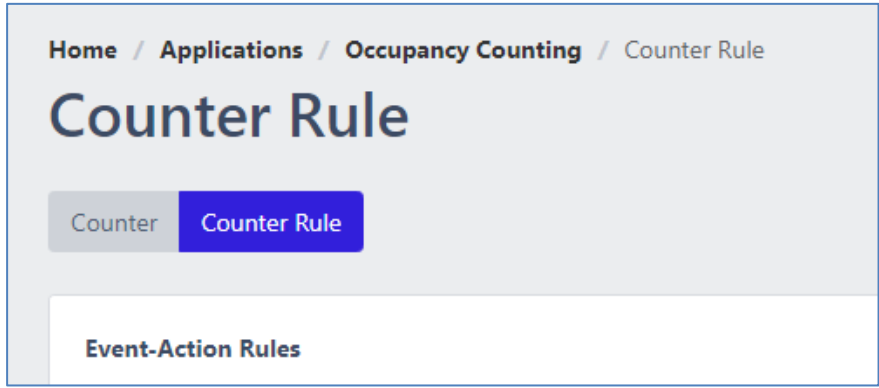 Home / Applications / Occupancy Counting / Counter Rule
Counter Rule
Counter Counter Rule
Event-Action Rules